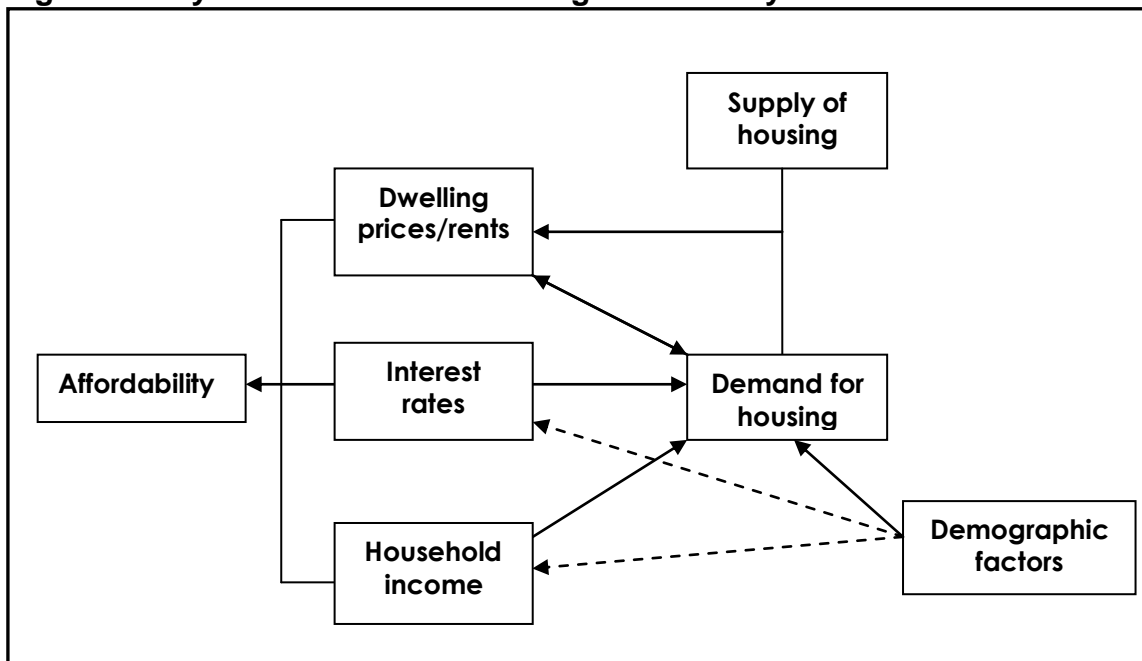 Supply of
housing
Dwelling
prices/rents
Affordability
Interest
rates
Demand for
housing
Household
income
Demographic
factors